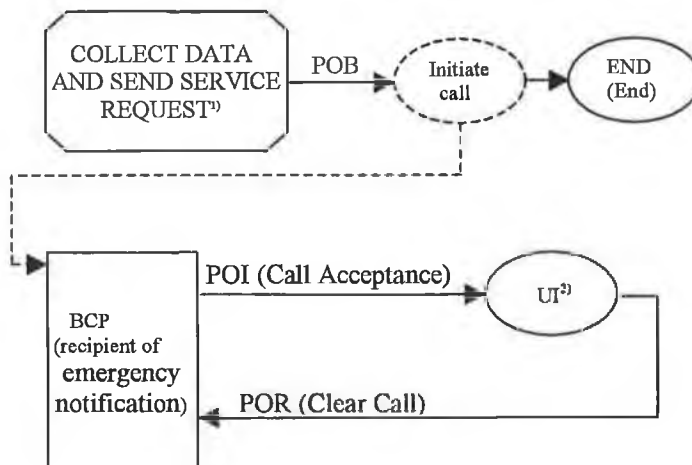 COLLECT DATA
AND SEND SERVICE
REQUEST¹⁾
POB
Initiate
call
END
(End)
POI (Call Acceptance)
UI²⁾
BCP
(recipient of
emergency
notification)
POR (Clear Call)